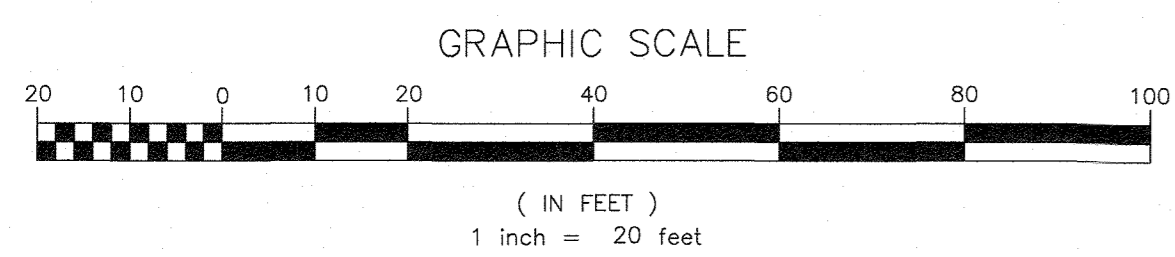 GRAPHIC SCALE
20 10 0 10 20 40 60 80 100
( IN FEET )
1 inch = 20 feet